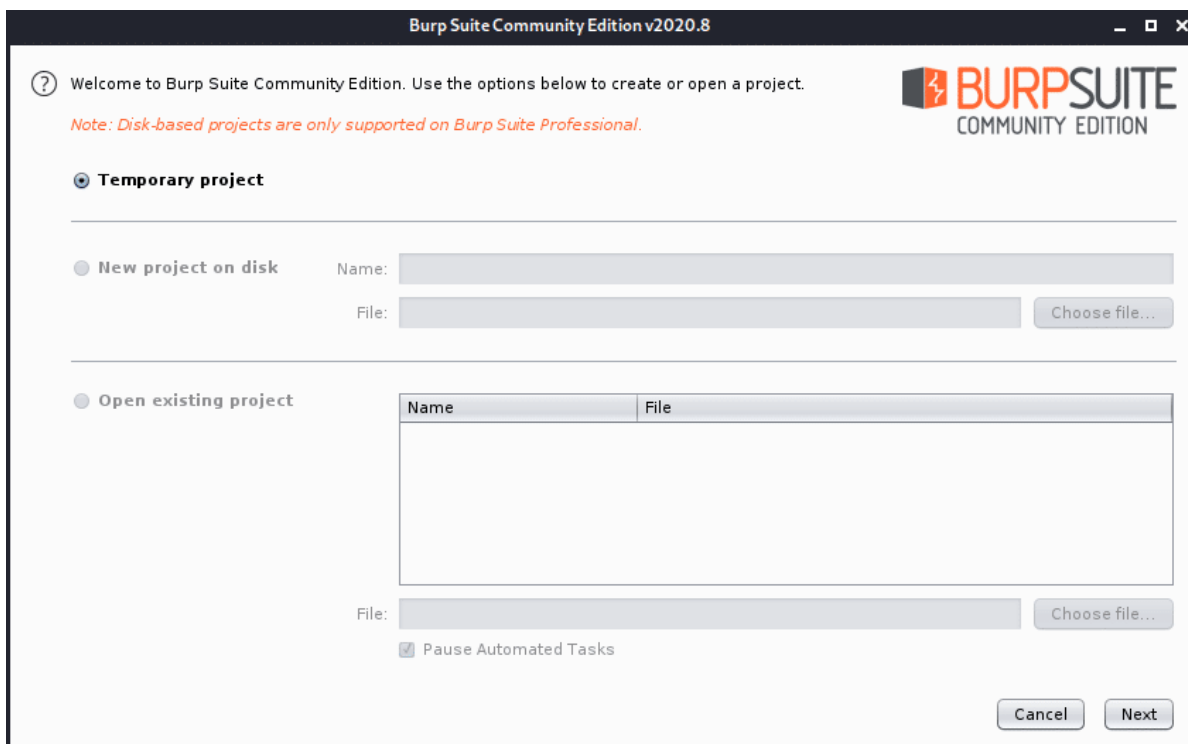 Burp Suite Community Edition v2020.8
Welcome to Burp Suite Community Edition. Use the options below to create or open a project.
Note: Disk-based projects are only supported on Burp Suite Professional.
BURPSUITE
COMMUNITY EDITION
Temporary project
New project on disk
Name:
File:
Choose file...
Open existing project
Name
File
File:
Choose file...
Pause Automated Tasks
Cancel
Next